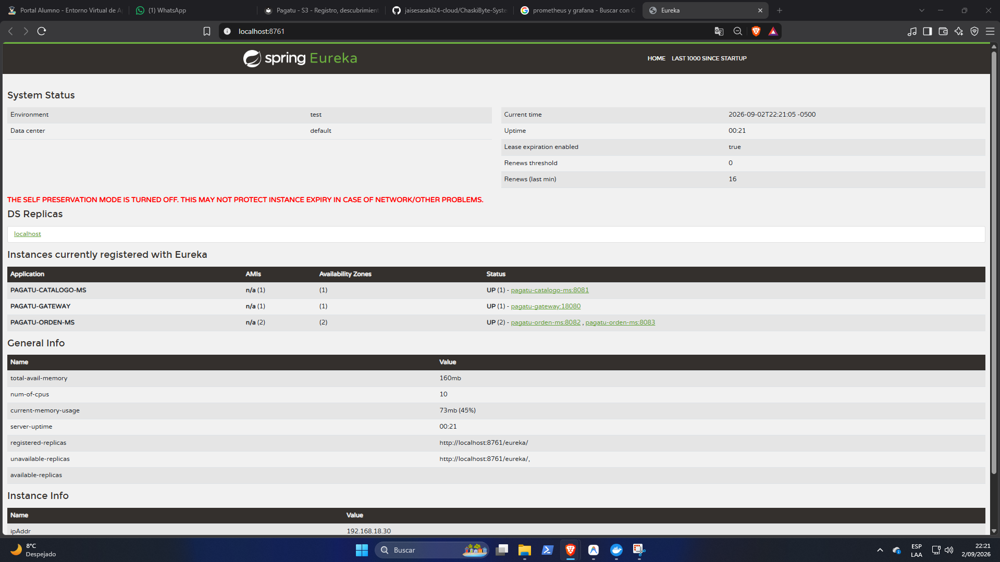 Portal Alumno - Entorno Virtual de A
(1) WhatsApp
Pagatu - S3 - Registro, descubrimien
jaisesasaki24-cloud/ChaskiByte-Syste
prometheus y grafana - Buscar con G
Eureka
localhost:8761
spring Eureka
HOME LAST 1000 SINCE STARTUP
System Status
Environment test
Data center default
Current time 2026-09-02T22:21:05 -0500
Uptime 00:21
Lease expiration enabled true
Renews threshold 0
Renews (last min) 16
THE SELF PRESERVATION MODE IS TURNED OFF. THIS MAY NOT PROTECT INSTANCE EXPIRY IN CASE OF NETWORK/OTHER PROBLEMS.
DS Replicas
localhost
Instances currently registered with Eureka
Application AMIs Availability Zones Status
PAGATU-CATALOGO-MS n/a (1) (1) UP (1) - pagatu-catalogo-ms:8081
PAGATU-GATEWAY n/a (1) (1) UP (1) - pagatu-gateway:18080
PAGATU-ORDEN-MS n/a (2) (2) UP (2) - pagatu-orden-ms:8082 , pagatu-orden-ms:8083
General Info
Name Value
total-avail-memory 160mb
num-of-cpus 10
current-memory-usage 73mb (45%)
server-uptime 00:21
registered-replicas http://localhost:8761/eureka/
unavailable-replicas http://localhost:8761/eureka/,
available-replicas
Instance Info
Name Value
ipAddr 192.168.18.30
8°C
Despejado
Buscar
ESP
LAA
22:21
2/09/2026